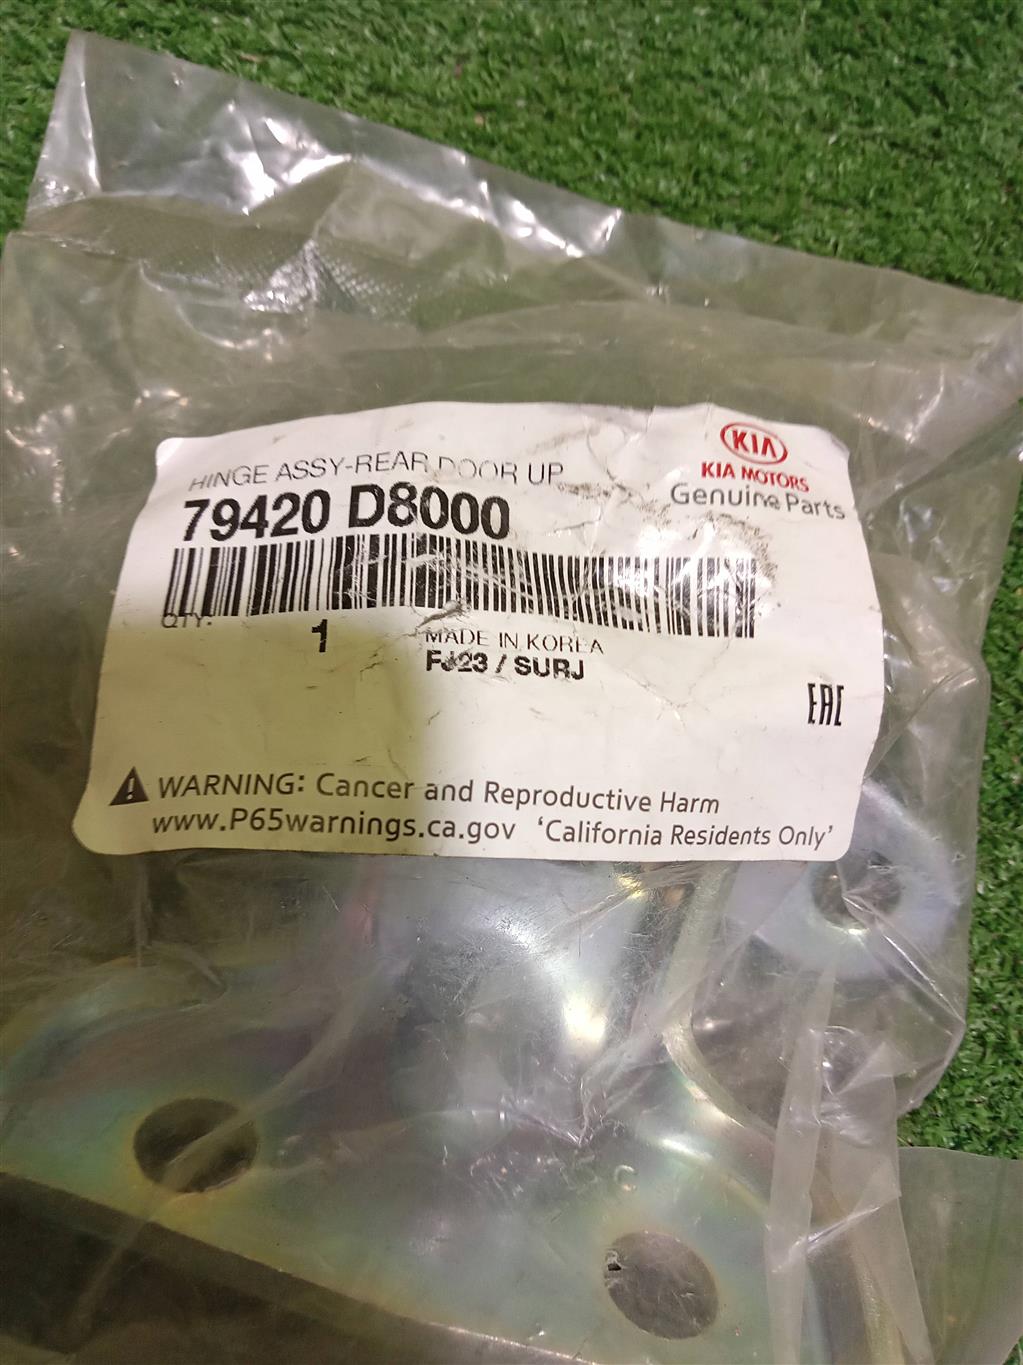 HINGE ASSY-REAR DOOR UP
79420 D8000
KIA
KIA MOTORS
Genuine Parts
QTY:
1
MADE IN KOREA
FJ23 / SURJ
EAC
WARNING: Cancer and Reproductive Harm
www.P65warnings.ca.gov ‘California Residents Only’
C